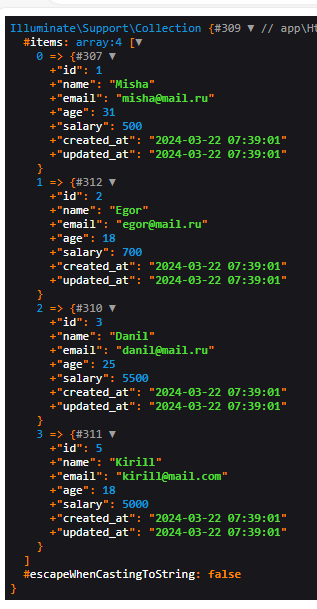 Illuminate\Support\Collection {#309 ▼ // app\Ht
#items: array:4 [▼
0 => {#307 ▼
+"id": 1
+"name": "Misha"
+"email": "misha@mail.ru"
+"age": 31
+"salary": 500
+"created_at": "2024-03-22 07:39:01"
+"updated_at": "2024-03-22 07:39:01"
}
1 => {#312 ▼
+"id": 2
+"name": "Egor"
+"email": "egor@mail.ru"
+"age": 18
+"salary": 700
+"created_at": "2024-03-22 07:39:01"
+"updated_at": "2024-03-22 07:39:01"
}
2 => {#310 ▼
+"id": 3
+"name": "Danil"
+"email": "danil@mail.ru"
+"age": 25
+"salary": 5500
+"created_at": "2024-03-22 07:39:01"
+"updated_at": "2024-03-22 07:39:01"
}
3 => {#311 ▼
+"id": 5
+"name": "Kirill"
+"email": "kirill@mail.com"
+"age": 18
+"salary": 5000
+"created_at": "2024-03-22 07:39:01"
+"updated_at": "2024-03-22 07:39:01"
}
]
#escapeWhenCastingToString: false
}